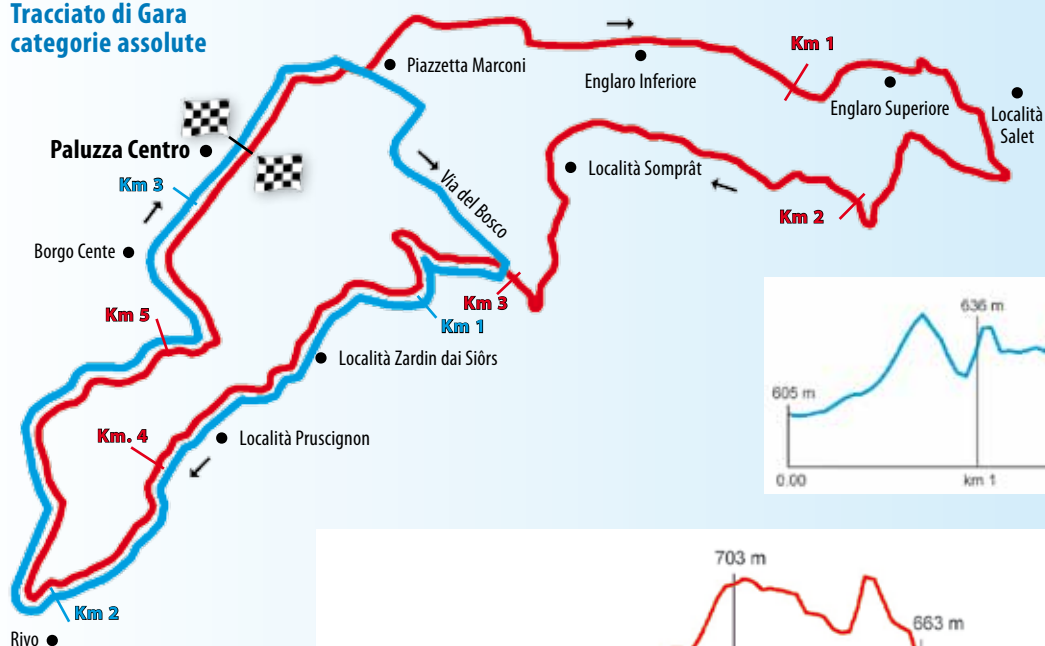 Tracciato di Gara
categorie assolute
Piazzetta Marconi
Km 1
Englaro Inferiore
Englaro Superiore
Località
Salet
Paluzza Centro
Km 3
Via del Bosco
Località Somprât
Km 2
Borgo Cente
Km 5
Km 3
Km 1
Località Zardin dai Siôrs
Km. 4
Località Pruscignon
Km 2
Rivo
636 m
605 m
0.00
km 1
703 m
663 m